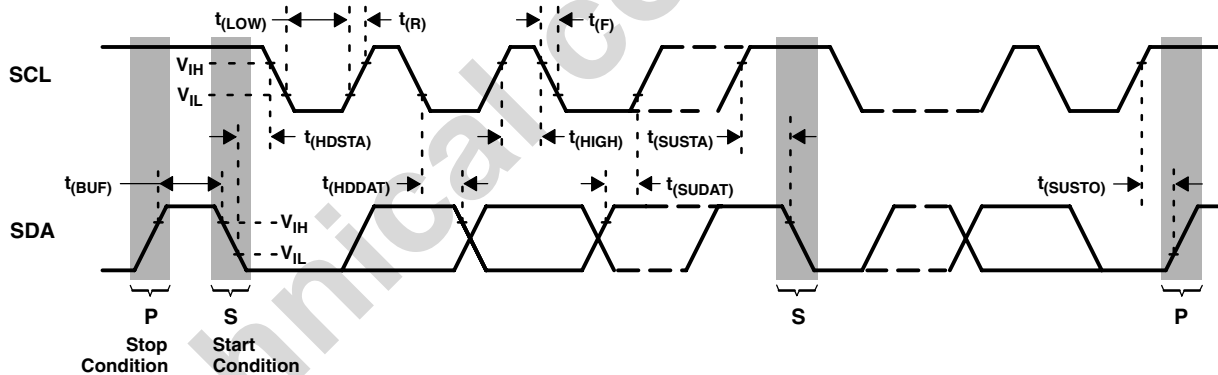 t(LOW)
t(R)
t(F)
SCL
VIH
VIL
t(HDSTA)
t(HIGH)
t(SUSTA)
t(BUF)
t(HDDAT)
t(SUDAT)
t(SUSTO)
SDA
VIH
VIL
P
S
S
P
Stop
Condition
Start
Condition